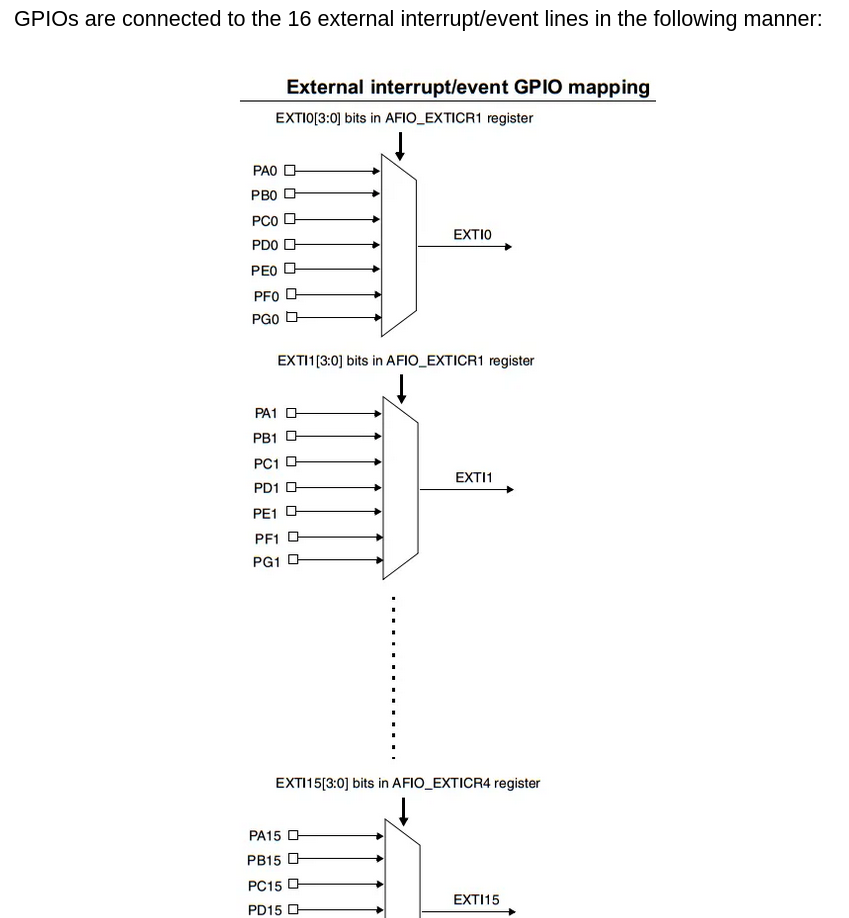 GPIOs are connected to the 16 external interrupt/event lines in the following manner:
External interrupt/event GPIO mapping
EXTI0[3:0] bits in AFIO_EXTICR1 register
PA0
PB0
PC0
PD0
PE0
PF0
PG0
EXTI0
EXTI1[3:0] bits in AFIO_EXTICR1 register
PA1
PB1
PC1
PD1
PE1
PF1
PG1
EXTI1
EXTI15[3:0] bits in AFIO_EXTICR4 register
PA15
PB15
PC15
PD15
EXTI15